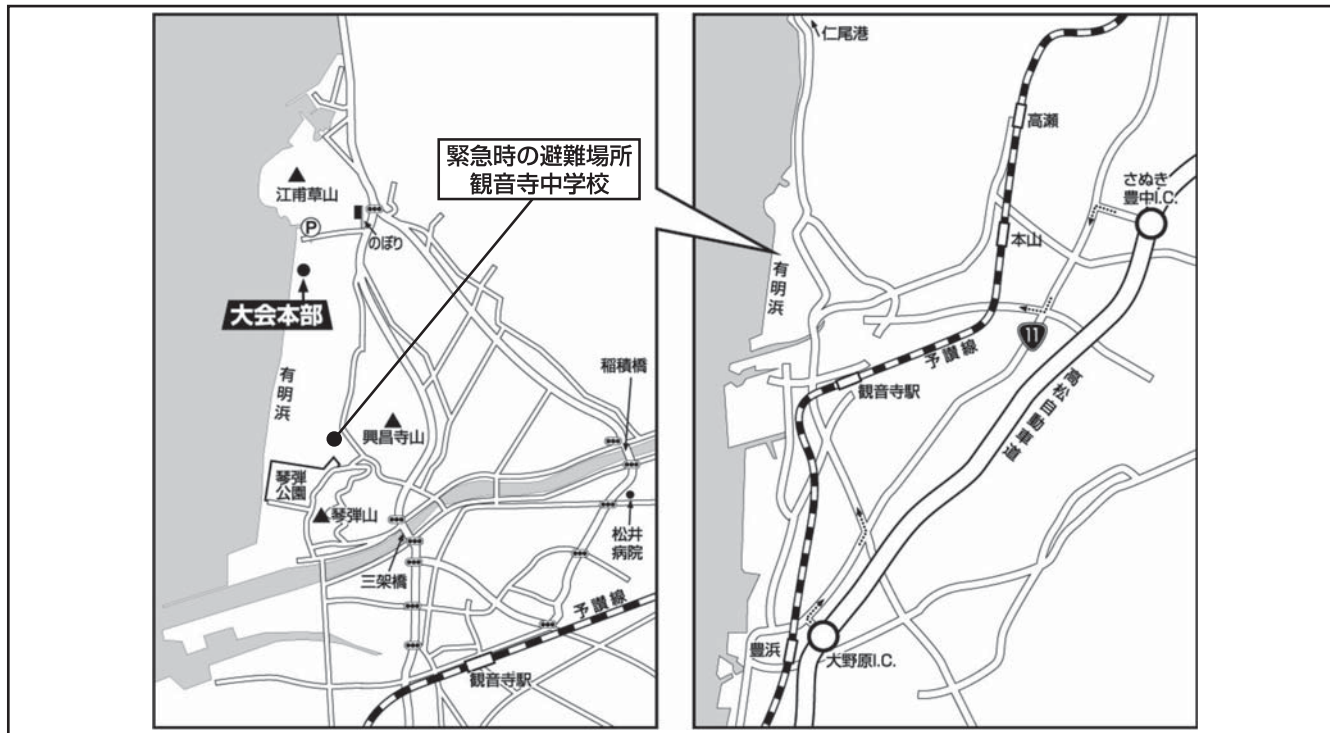 緊急時の避難場所
観音寺中学校
江甫草山
P
のぼり
大会本部
有明浜
稲積橋
興昌寺山
琴弾
公園
琴弾山
松井
病院
三架橋
予讃線
観音寺駅
仁尾港
高瀬
さぬき
豊中I.C.
本山
有明浜
11
予讃線
観音寺駅
高松自動車道
豊浜
大野原I.C.